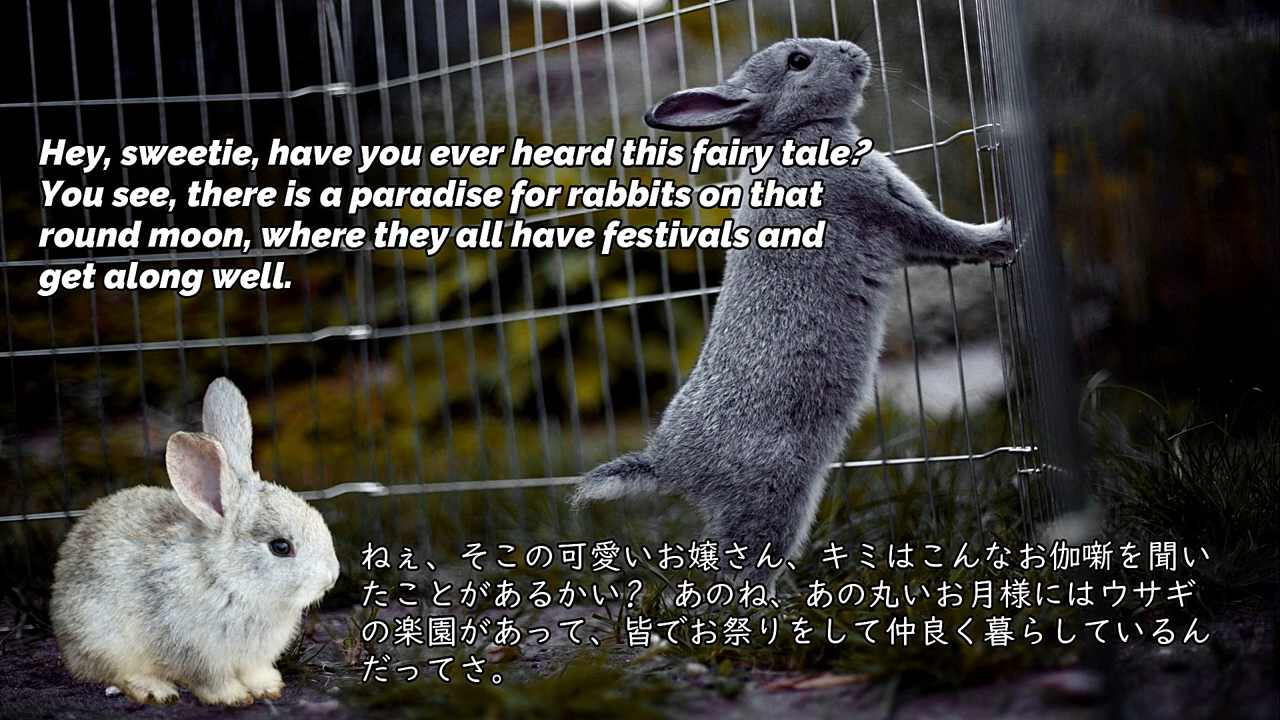 Hey, sweetie, have you ever heard this fairy tale?
You see, there is a paradise for rabbits on that
round moon, where they all have festivals and
get along well.
ねぇ、そこの可愛いお嬢さん、キミはこんなお伽噺を聞い
たことがあるかい？　あのね、あの丸いお月様にはウサギ
の楽園があって、皆でお祭りをして仲良く暮らしているん
だってさ。